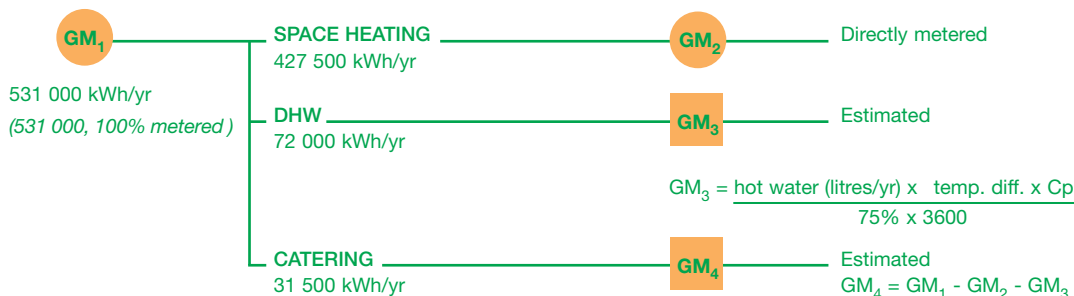 GM1
SPACE HEATING
427 500 kWh/yr
GM2
Directly metered
531 000 kWh/yr
(531 000, 100% metered )
DHW
72 000 kWh/yr
GM3
Estimated
GM3 = hot water (litres/yr) x temp. diff. x Cp
75% x 3600
CATERING
31 500 kWh/yr
GM4
Estimated
GM4 = GM1 - GM2 - GM3